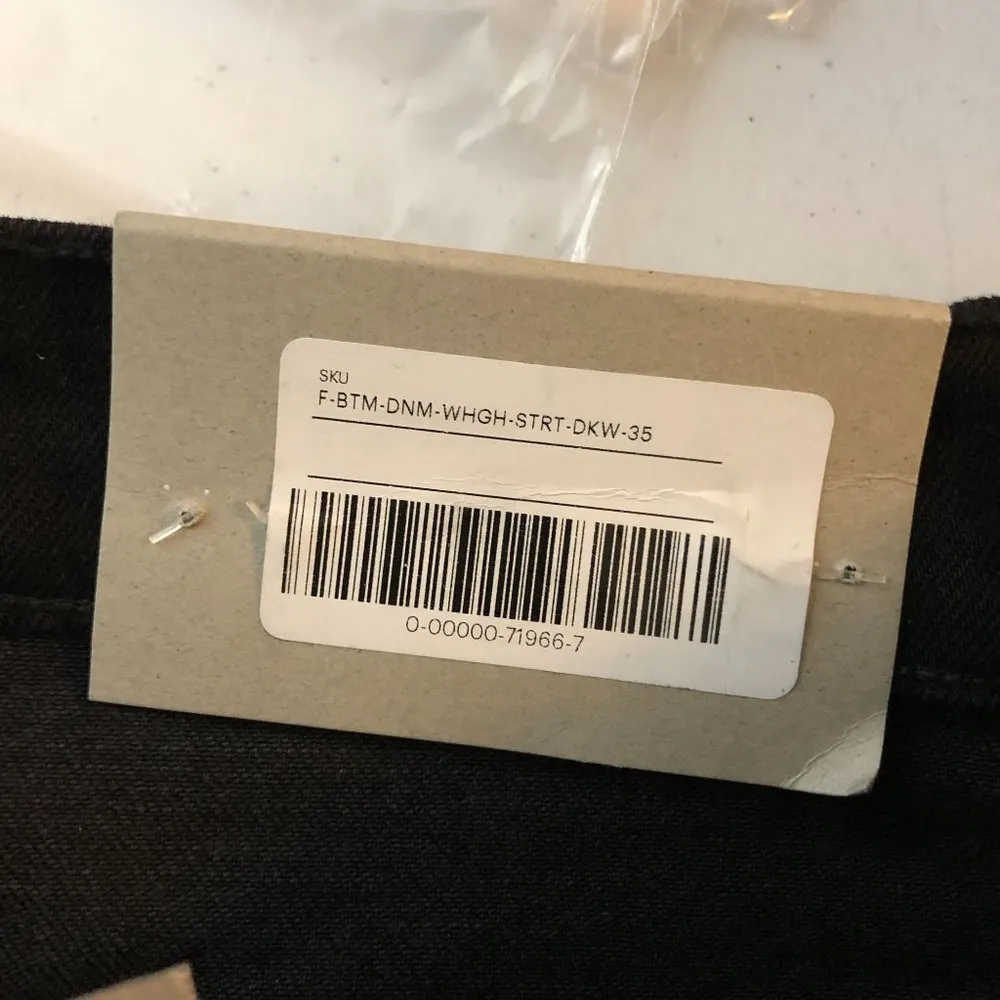 SKU
F-BTM-DNM-WHGH-STRT-DKW-35
0-00000-71966-7